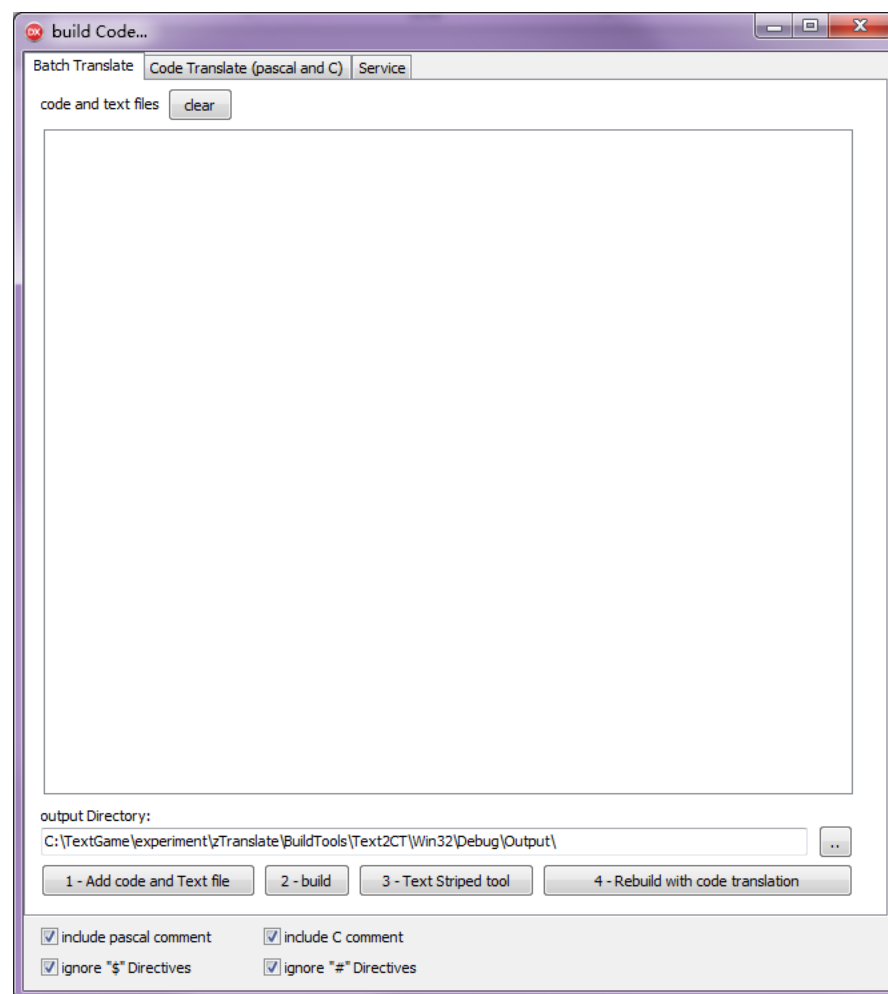 DX build Code...
Batch Translate Code Translate (pascal and C) Service
code and text files clear
output Directory:
C:\TextGame\experiment\zTranslate\BuildTools\Text2CT\Win32\Debug\Output\ ..
1 - Add code and Text file 2 - build 3 - Text Striped tool 4 - Rebuild with code translation
include pascal comment include C comment
ignore "$" Directives ignore "#" Directives